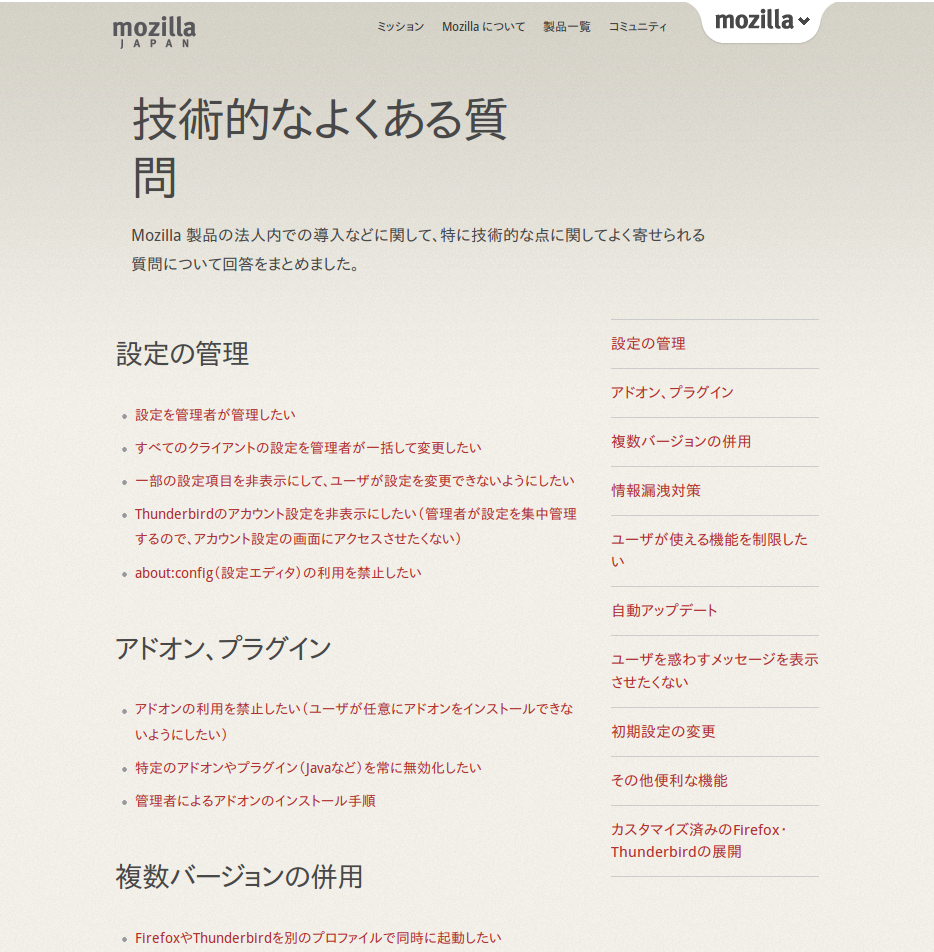 mozilla
JAPAN
ミッション Mozilla について 製品一覧 コミュニティ
mozilla
技術的なよくある質
問
Mozilla 製品の法人内での導入などに関して、特に技術的な点に関してよく寄せられる
質問について回答をまとめました。
設定の管理
設定を管理者が管理したい
すべてのクライアントの設定を管理者が一括して変更したい
一部の設定項目を非表示にして、ユーザが設定を変更できないようにしたい
Thunderbirdのアカウント設定を非表示にしたい（管理者が設定を集中管理
するので、アカウント設定の画面にアクセスさせたくない）
about:config（設定エディタ）の利用を禁止したい
アドオン、プラグイン
アドオンの利用を禁止したい（ユーザが任意にアドオンをインストールできな
いようにしたい）
特定のアドオンやプラグイン（Javaなど）を常に無効化したい
管理者によるアドオンのインストール手順
複数バージョンの併用
FirefoxやThunderbirdを別のプロファイルで同時に起動したい
設定の管理
アドオン、プラグイン
複数バージョンの併用
情報漏洩対策
ユーザが使える機能を制限した
い
自動アップデート
ユーザを惑わすメッセージを表示
させたくない
初期設定の変更
その他便利な機能
カスタマイズ済みのFirefox・
Thunderbirdの展開